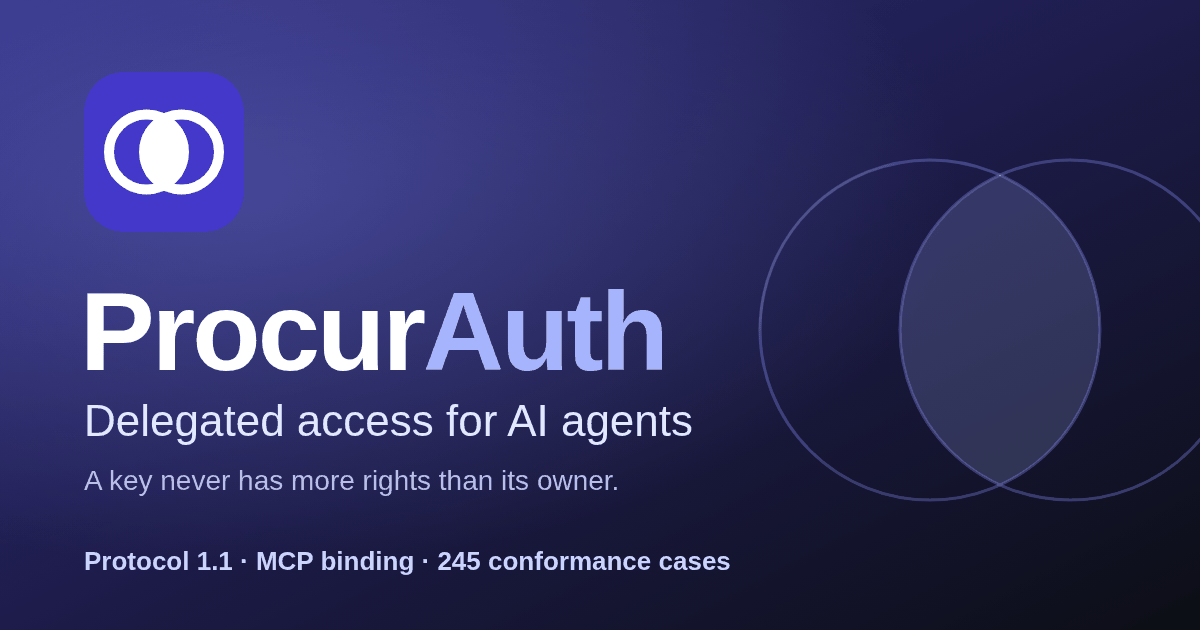 ProcurAuth
Delegated access for AI agents
A key never has more rights than its owner.
Protocol 1.1 · MCP binding · 245 conformance cases